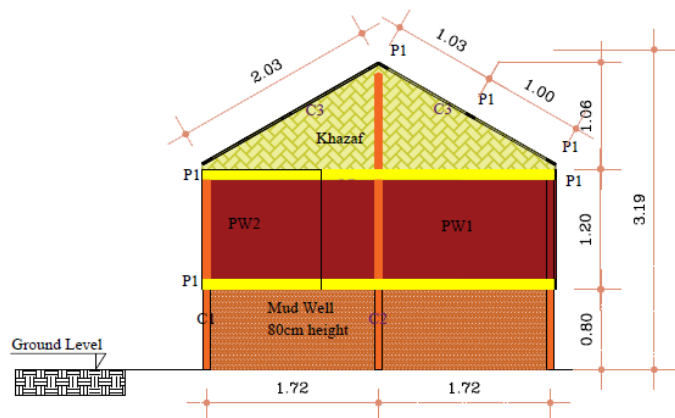 P1
1.03
2.03
1.00
P1
C3
C3
1.06
Khazaf
P1
P1
P1
3.19
PW2
PW1
1.20
P1
Mud Well
80cm height
C1
C2
0.80
Ground Level
1.72
1.72